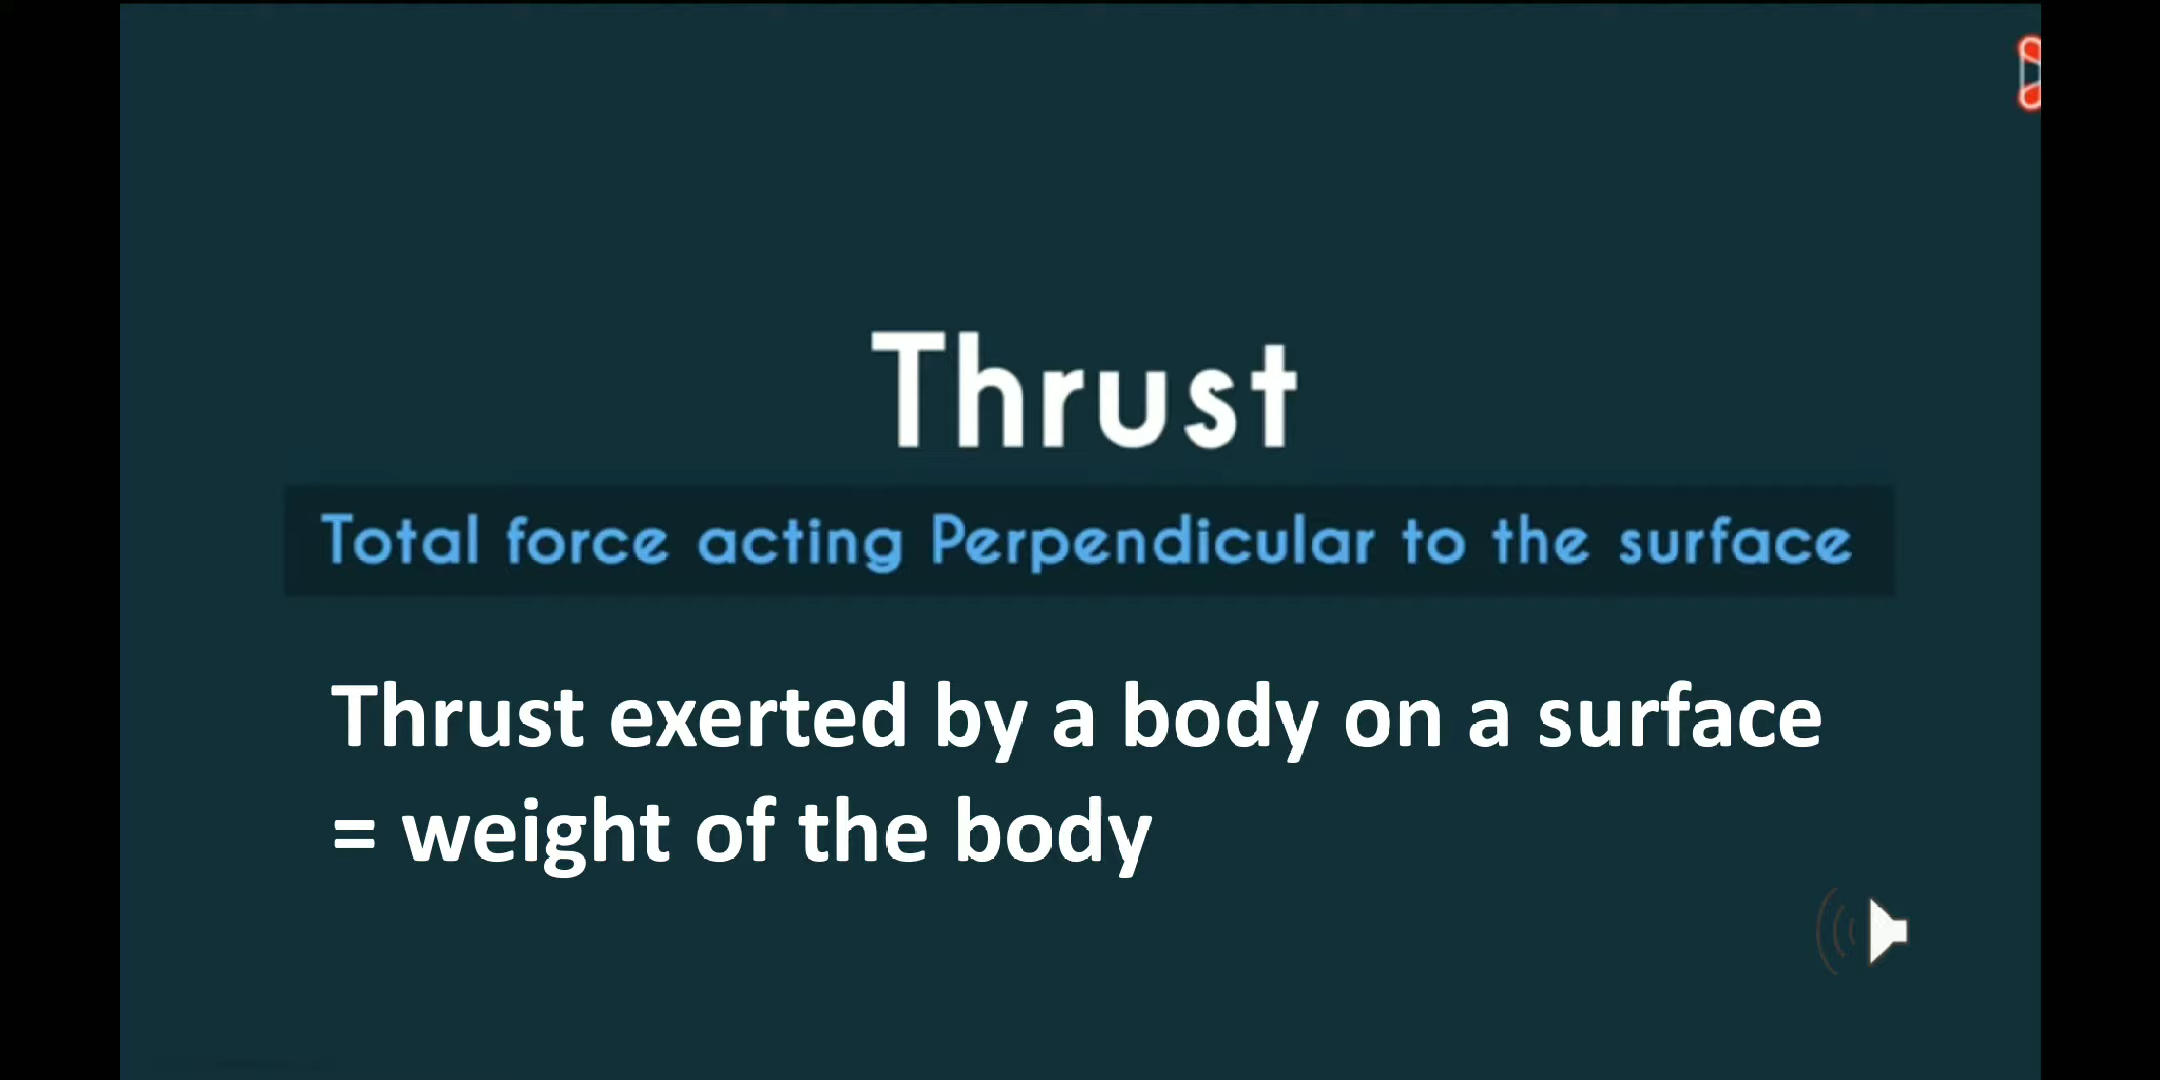 Thrust
Total force acting Perpendicular to the surface
Thrust exerted by a body on a surface
= weight of the body